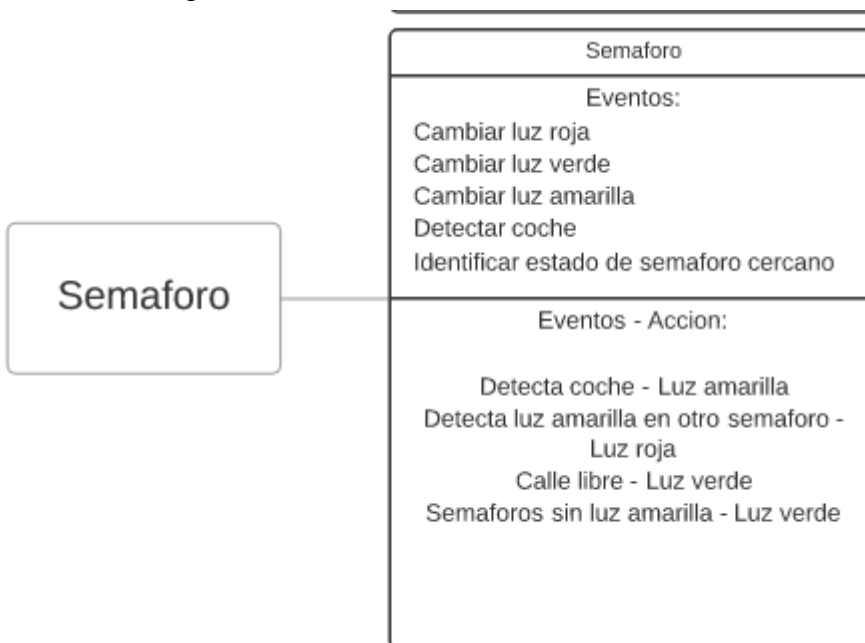 Semaforo
Semaforo
Eventos:
Cambiar luz roja
Cambiar luz verde
Cambiar luz amarilla
Detectar coche
Identificar estado de semaforo cercano
Eventos - Accion:
Detecta coche - Luz amarilla
Detecta luz amarilla en otro semaforo -
Luz roja
Calle libre - Luz verde
Semaforos sin luz amarilla - Luz verde